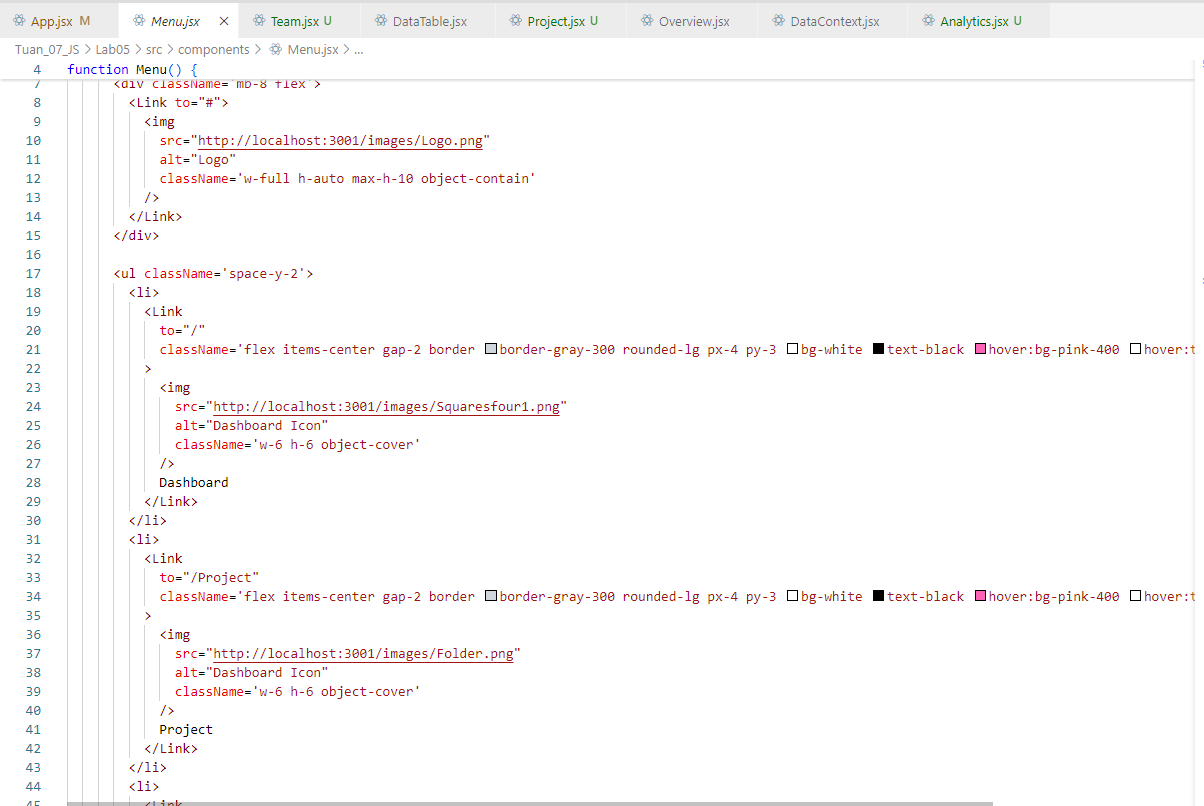 App.jsx M Menu.jsx Team.jsx U DataTable.jsx Project.jsx U Overview.jsx DataContext.jsx Analytics.jsx U
Tuan_07_JS > Lab05 > src > components > Menu.jsx > ...
4 function Menu() {
7 <div className='mb-8 flex'>
8 <Link to="#">
9 <img
10 src="http://localhost:3001/images/Logo.png"
11 alt="Logo"
12 className='w-full h-auto max-h-10 object-contain'
13 />
14 </Link>
15 </div>
16
17 <ul className='space-y-2'>
18 <li>
19 <Link
20 to="/"
21 className='flex items-center gap-2 border border-gray-300 rounded-lg px-4 py-3 bg-white text-black hover:bg-pink-400 hover:t
22 >
23 <img
24 src="http://localhost:3001/images/Squaresfour1.png"
25 alt="Dashboard Icon"
26 className='w-6 h-6 object-cover'
27 />
28 Dashboard
29 </Link>
30 </li>
31 <li>
32 <Link
33 to="/Project"
34 className='flex items-center gap-2 border border-gray-300 rounded-lg px-4 py-3 bg-white text-black hover:bg-pink-400 hover:t
35 >
36 <img
37 src="http://localhost:3001/images/Folder.png"
38 alt="Dashboard Icon"
39 className='w-6 h-6 object-cover'
40 />
41 Project
42 </Link>
43 </li>
44 <li>
45 <Link